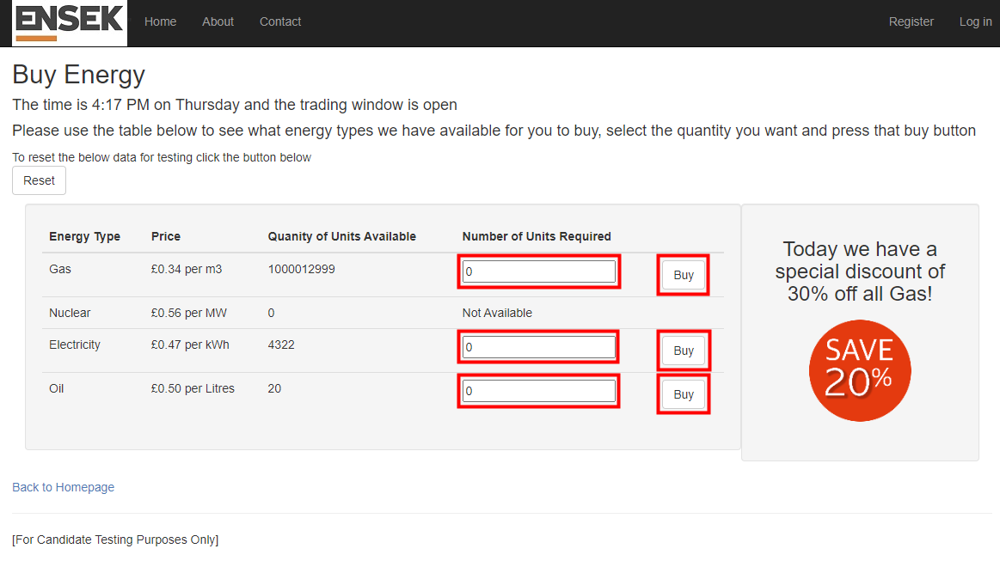 ENSEK Home About Contact Register Log in
Buy Energy
The time is 4:17 PM on Thursday and the trading window is open
Please use the table below to see what energy types we have available for you to buy, select the quantity you want and press that buy button
To reset the below data for testing click the button below
Reset
Energy Type Price Quanity of Units Available Number of Units Required
Gas £0.34 per m3 1000012999 0 Buy
Nuclear £0.56 per MW 0 Not Available
Electricity £0.47 per kWh 4322 0 Buy
Oil £0.50 per Litres 20 0 Buy
Today we have a
special discount of
30% off all Gas!
SAVE
20%
Back to Homepage
[For Candidate Testing Purposes Only]